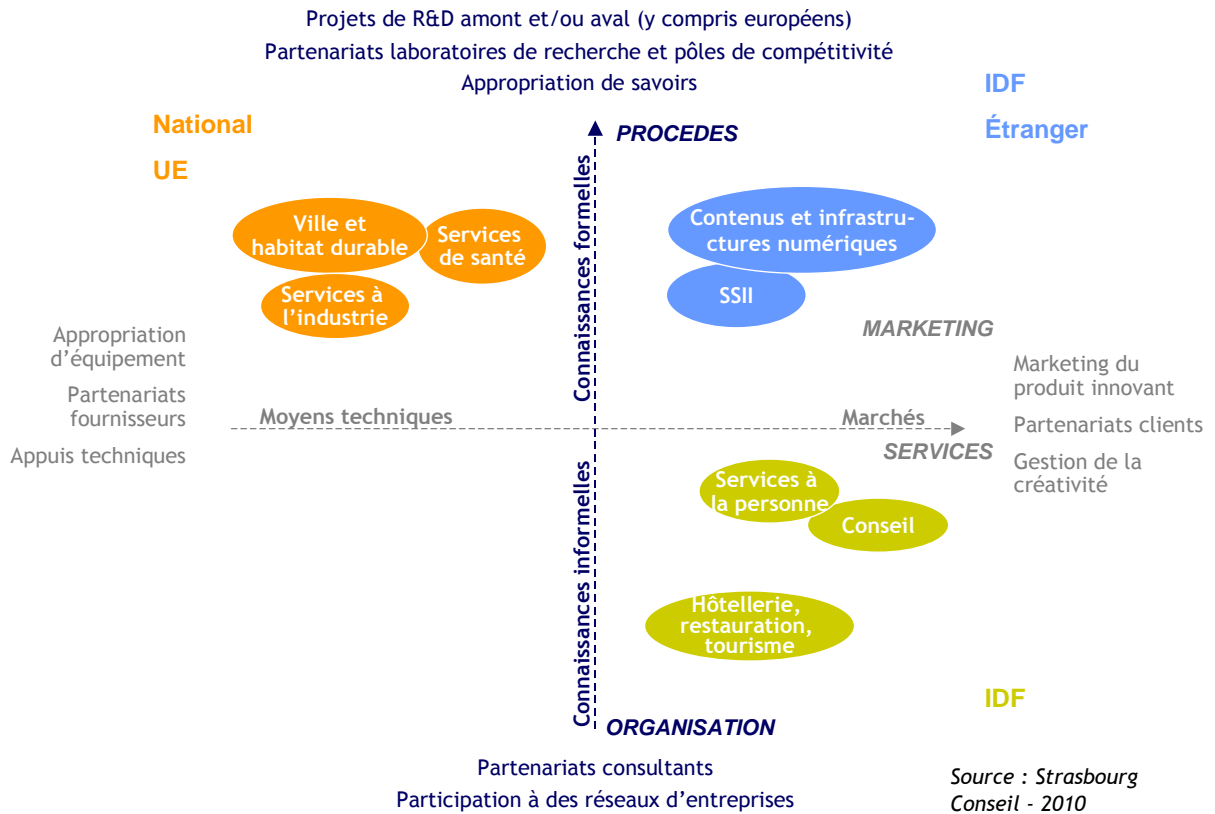 Projets de R&D amont et/ou aval (y compris européens)
Partenariats laboratoires de recherche et pôles de compétitivité
Appropriation de savoirs
IDF
Étranger
National
UE
PROCEDES
Connaissances formelles
Ville et
habitat durable
Services
de santé
Services à
l'industrie
Contenus et infrastru-
ctures numériques
SSII
Appropriation
d'équipement
Partenariats
fournisseurs
Appuis techniques
Moyens techniques
MARKETING
Marchés
SERVICES
Marketing du
produit innovant
Partenariats clients
Gestion de la
créativité
Connaissances informelles
Services à
la personne
Conseil
Hôtellerie,
restauration,
tourisme
IDF
ORGANISATION
Partenariats consultants
Participation à des réseaux d'entreprises
Source : Strasbourg
Conseil - 2010